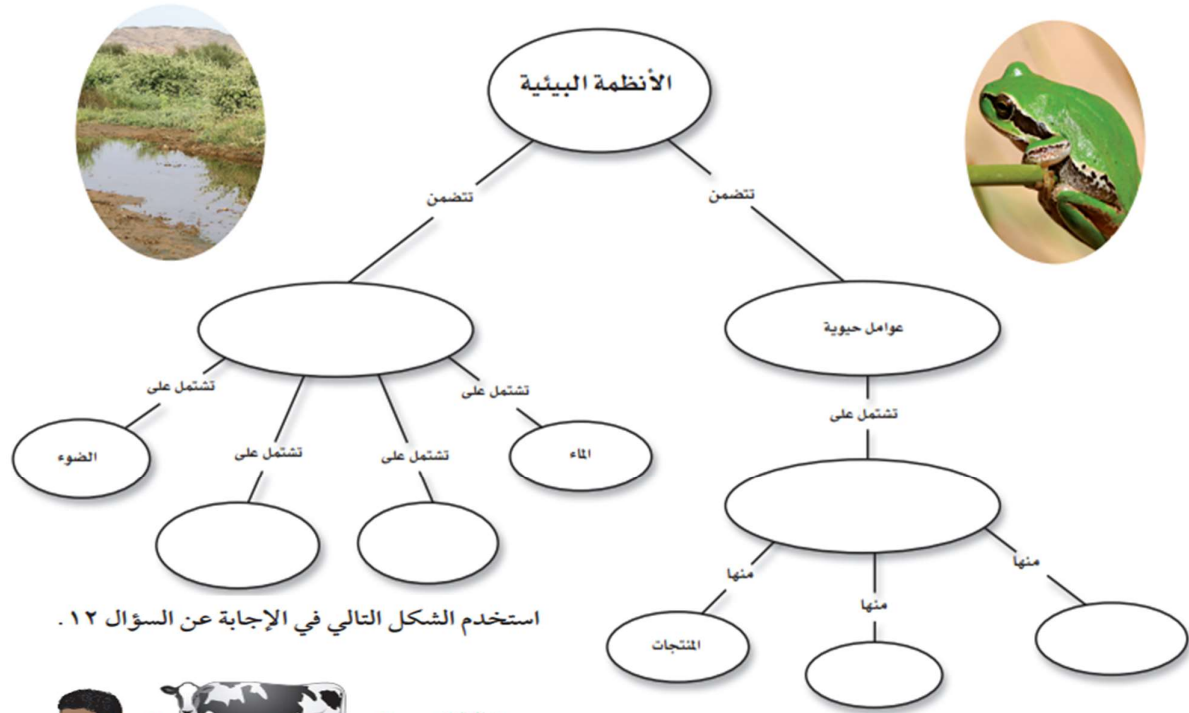 الأنظمة البيئية
تتضمن
تتضمن
عوامل حيوية
تشتمل على
تشتمل على
تشتمل على
تشتمل على
تشتمل على
الماء
الضوء
منها
منها
منها
المنتجات
استخدم الشكل التالي في الإجابة عن السؤال ١٢.